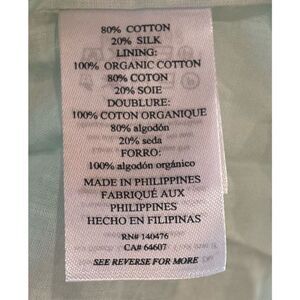 80% COTTON
20% SILK
LINING:
100% ORGANIC COTTON
80% COTON
20% SOIE
DOUBLURE:
100% COTON ORGANIQUE
80% algodón
20% seda
FORRO:
100% algodón orgánico
MADE IN PHILIPPINES
FABRIQUÉ AUX
PHILIPPINES
HECHO EN FILIPINAS
RN# 140476
CA# 64607
SEE REVERSE FOR MORE